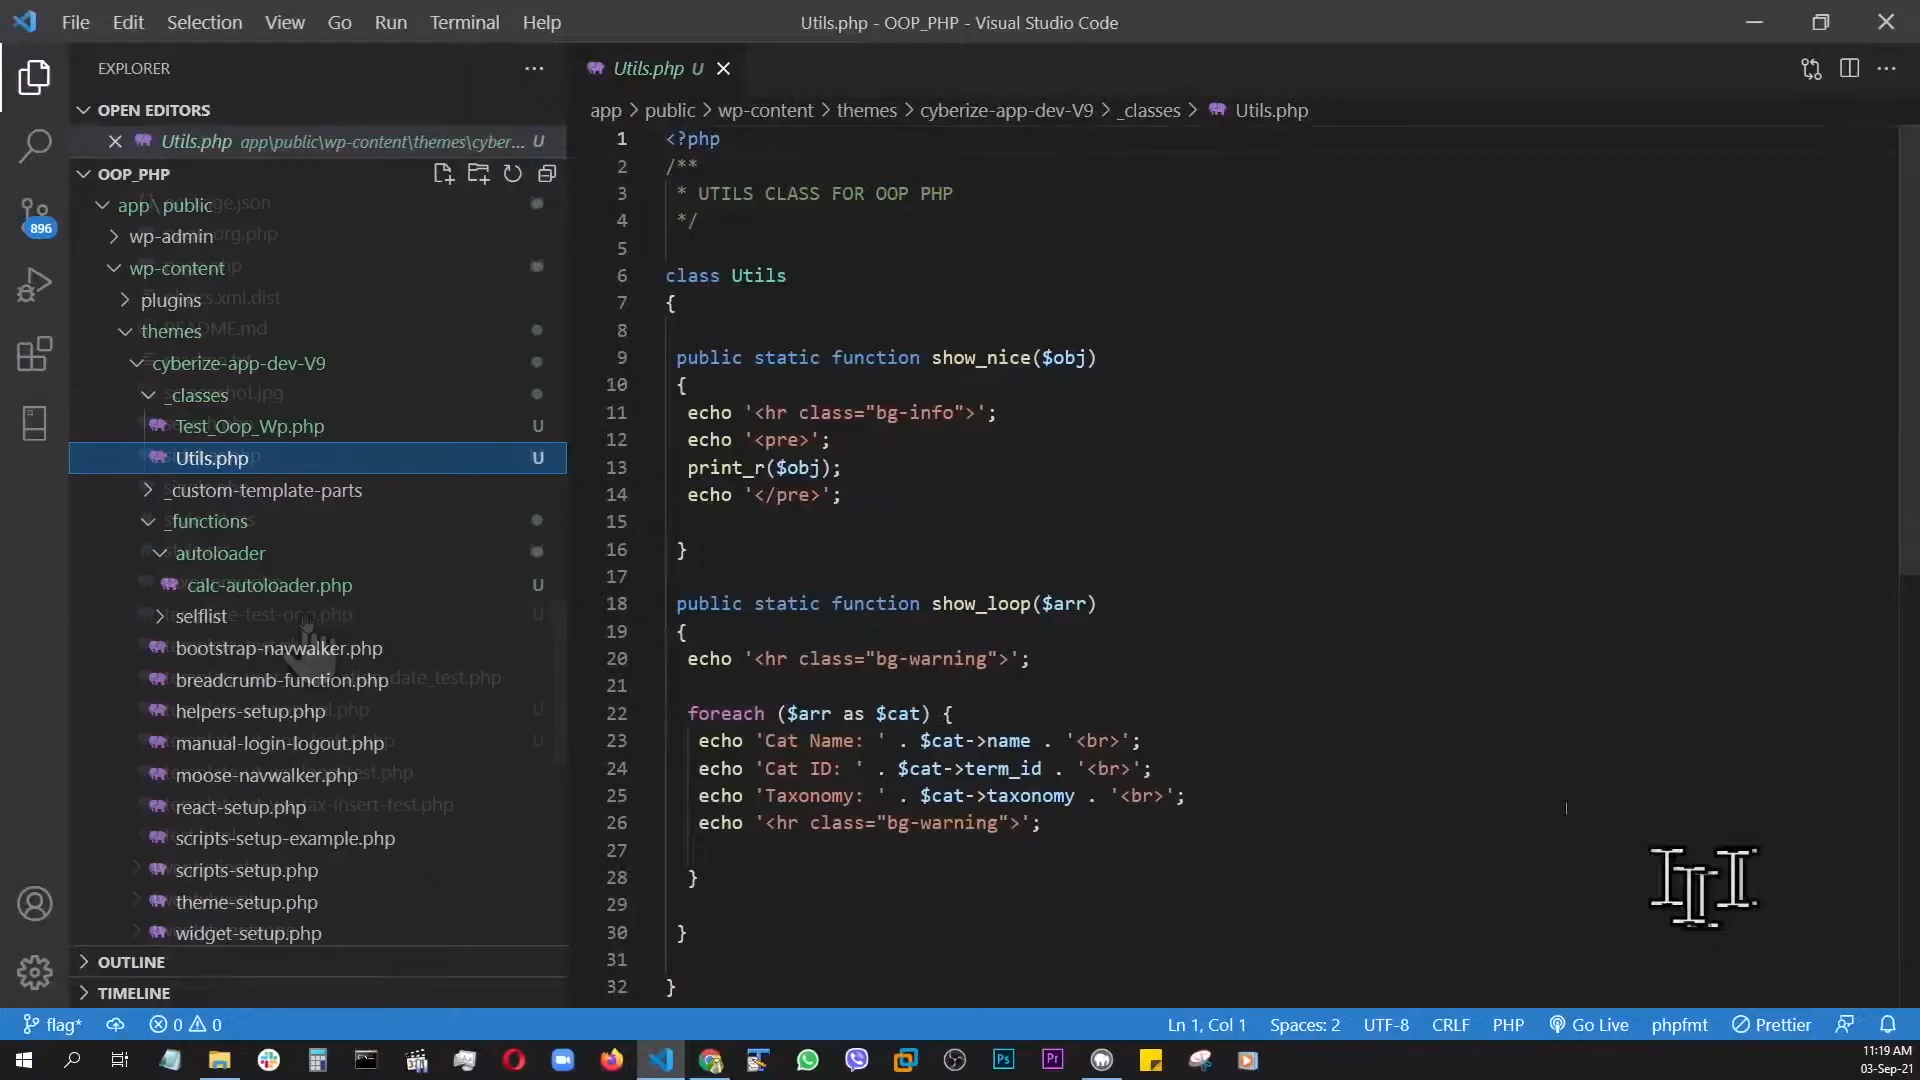 File Edit Selection View Go Run Terminal Help
Utils.php - OOP_PHP - Visual Studio Code
EXPLORER
OPEN EDITORS
Utils.php app\public\wp-content\themes\cyber... U
OOP_PHP
app \ public
wp-admin
wp-content
plugins
themes
cyberize-app-dev-V9
_classes
Test_Oop_Wp.php U
Utils.php U
_custom-template-parts
_functions
autoloader
calc-autoloader.php U
selflist
bootstrap-navwalker.php
breadcrumb-function.php
helpers-setup.php
manual-login-logout.php
moose-navwalker.php
react-setup.php
scripts-setup-example.php
scripts-setup.php
theme-setup.php
widget-setup.php
OUTLINE
TIMELINE
896
Utils.php U
app > public > wp-content > themes > cyberize-app-dev-V9 > _classes > Utils.php
1 <?php
2 /**
3 * UTILS CLASS FOR OOP PHP
4 */
5
6 class Utils
7 {
8
9 public static function show_nice($obj)
10 {
11 echo '<hr class="bg-info">';
12 echo '<pre>';
13 print_r($obj);
14 echo '</pre>';
15
16 }
17
18 public static function show_loop($arr)
19 {
20 echo '<hr class="bg-warning">';
21
22 foreach ($arr as $cat) {
23 echo 'Cat Name: ' . $cat->name . '<br>';
24 echo 'Cat ID: ' . $cat->term_id . '<br>';
25 echo 'Taxonomy: ' . $cat->taxonomy . '<br>';
26 echo '<hr class="bg-warning">';
27
28 }
29
30 }
31
32 }
flag* 0 0 Ln 1, Col 1 Spaces: 2 UTF-8 CRLF PHP Go Live phpfmt Prettier
11:19 AM
03-Sep-21